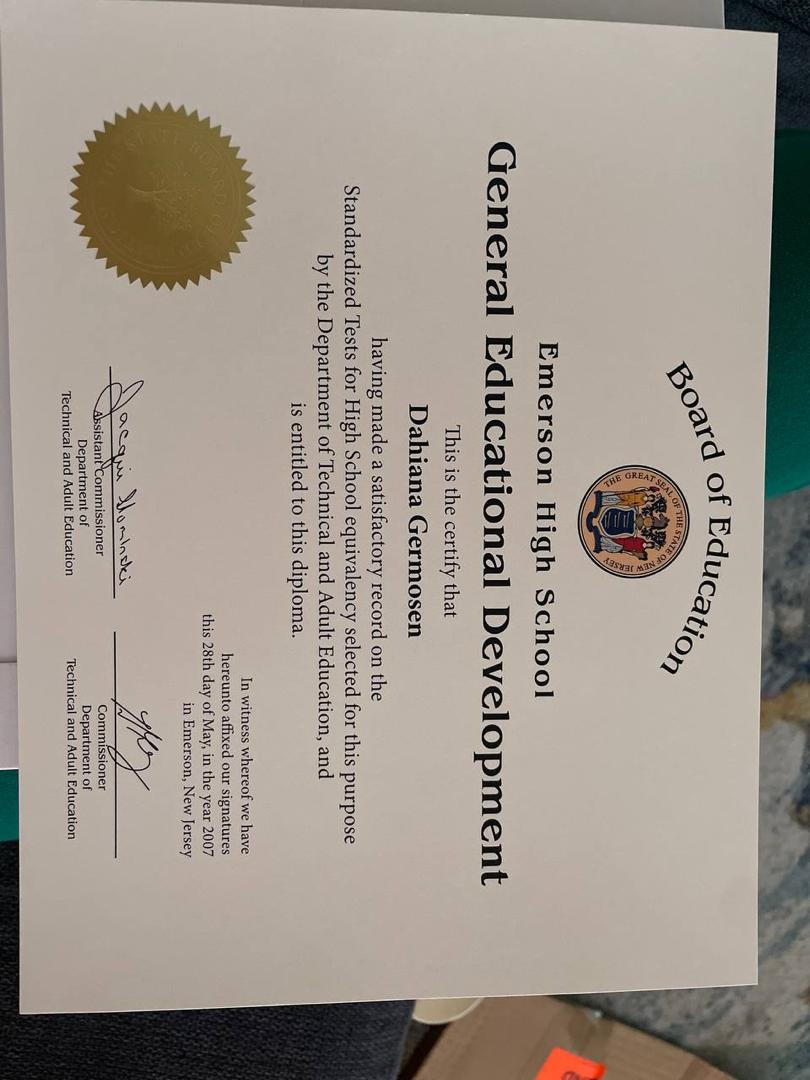 Board of Education
THE GREAT SEAL OF THE STATE OF NEW JERSEY
Emerson High School
General Educational Development
This is the certify that
Dahiana Germosen
having made a satisfactory record on the
Standardized Tests for High School equivalency selected for this purpose
by the Department of Technical and Adult Education, and
is entitled to this diploma.
In witness whereof we have
hereunto affixed our signatures
this 28th day of May, in the year 2007
in Emerson, New Jersey
THE STATE BOARD OF
Assistant Commissioner
Department of
Technical and Adult Education
Commissioner
Department of
Technical and Adult Education